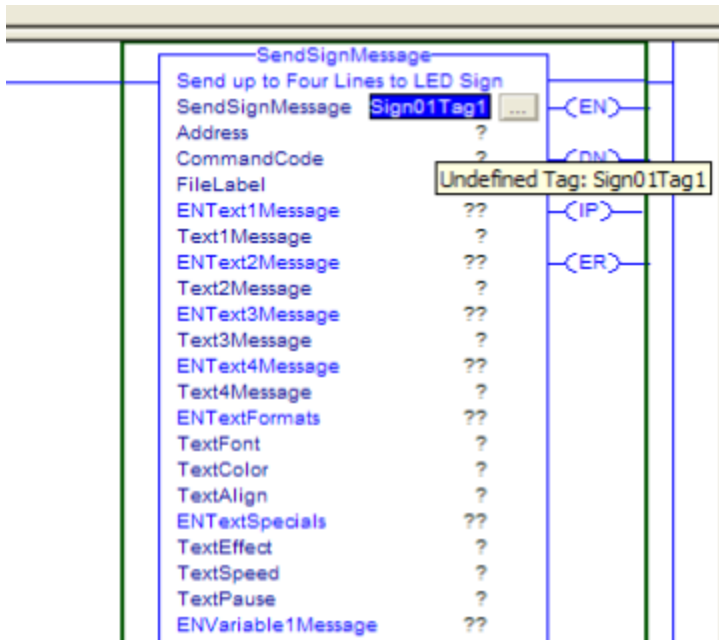 SendSignMessage
Send up to Four Lines to LED Sign
SendSignMessage Sign01Tag1 ... (EN)
Address ?
CommandCode ? (DN)
Undefined Tag: Sign01Tag1
FileLabel
ENText1Message ?? (IP)
Text1Message ?
ENText2Message ?? (ER)
Text2Message ?
ENText3Message ??
Text3Message ?
ENText4Message ??
Text4Message ?
ENTextFormats ??
TextFont ?
TextColor ?
TextAlign ?
ENTextSpecials ??
TextEffect ?
TextSpeed ?
TextPause ?
ENVariable1Message ??